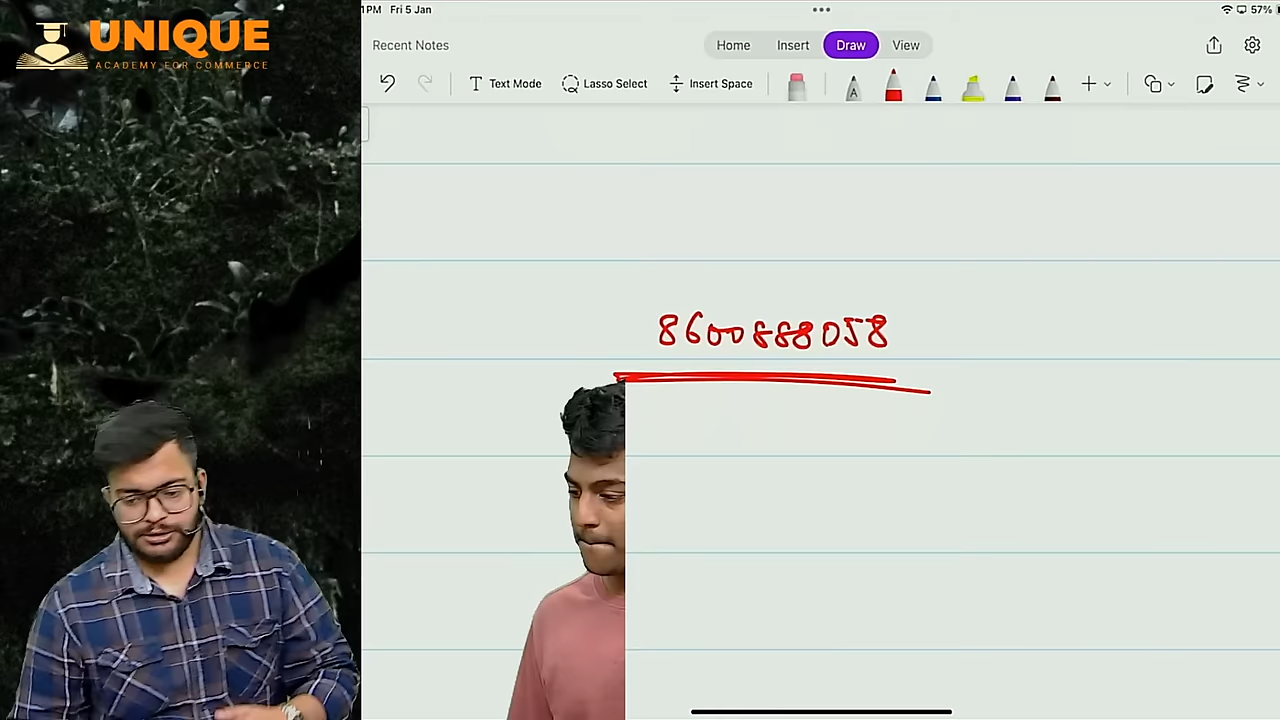 UNIQUE
ACADEMY FOR COMMERCE
1PM Fri 5 Jan
57%
Recent Notes
Home Insert Draw View
Text Mode Lasso Select Insert Space
A
8600888058